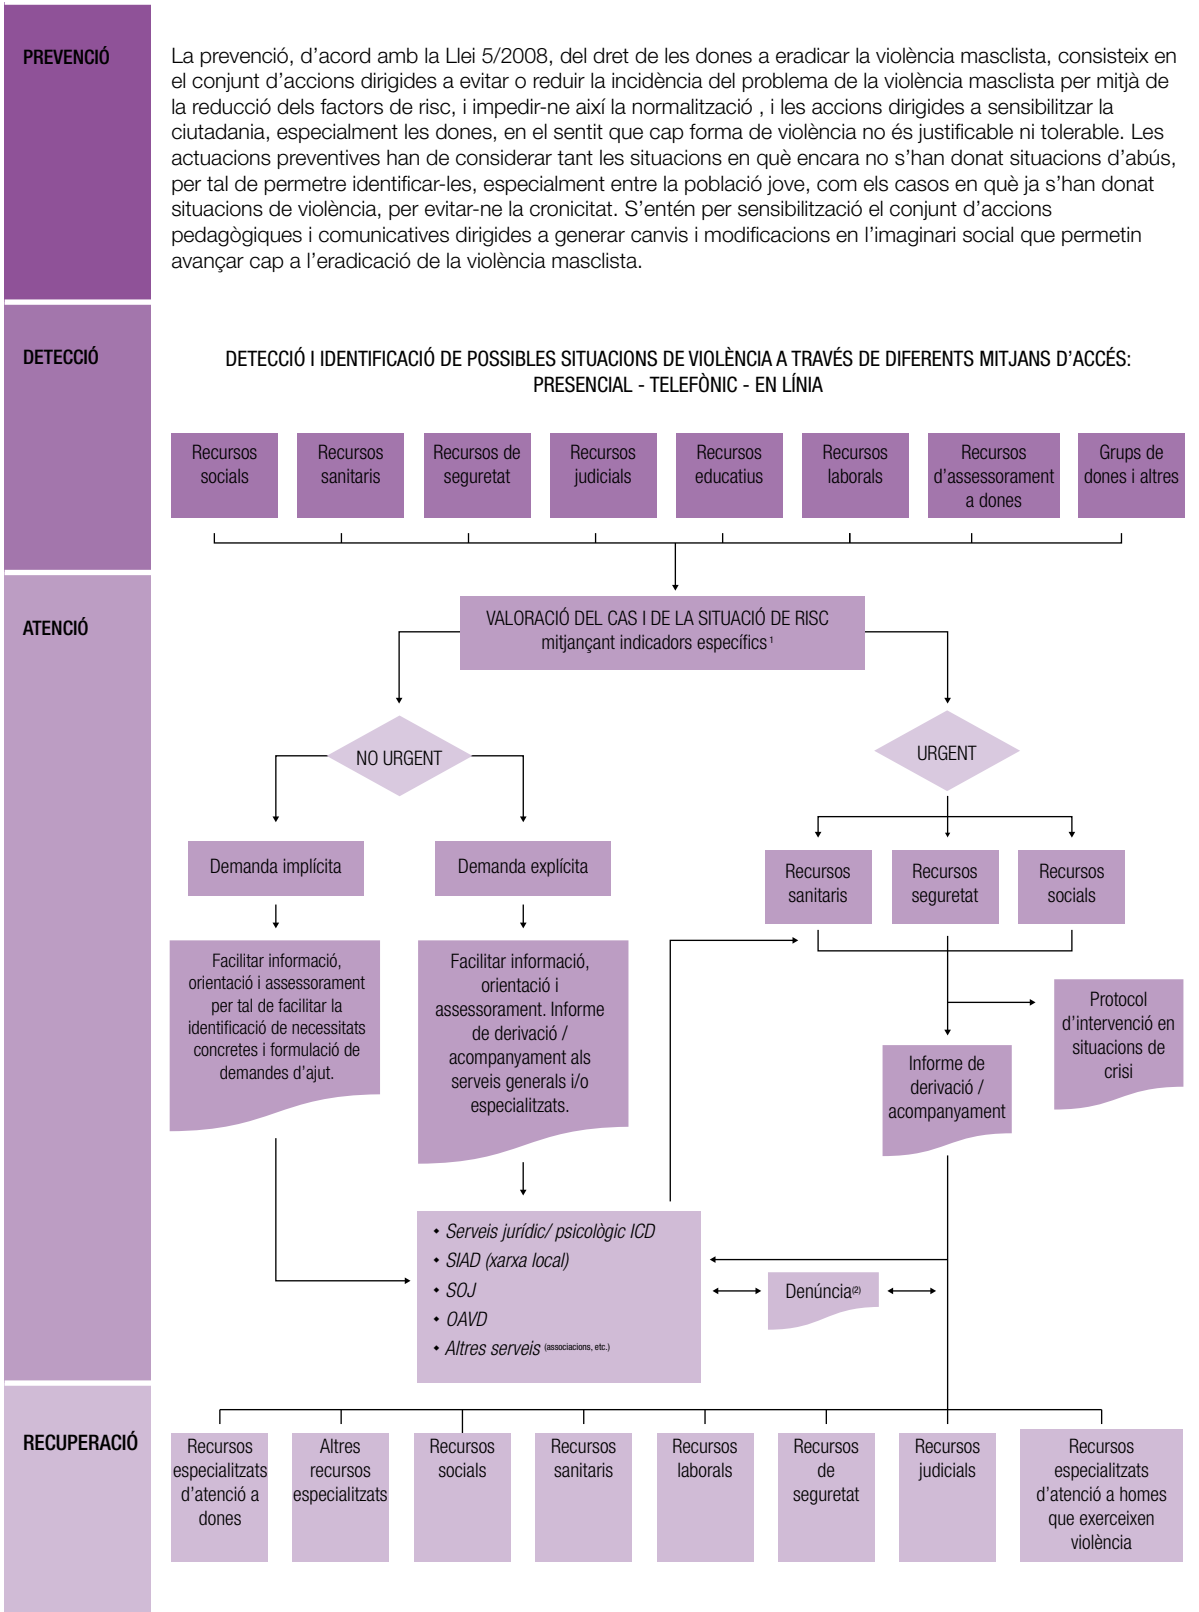 PREVENCIÓ
La prevenció, d'acord amb la Llei 5/2008, del dret de les dones a eradicar la violència masclista, consisteix en
el conjunt d'accions dirigides a evitar o reduir la incidència del problema de la violència masclista per mitjà de
la reducció dels factors de risc, i impedir-ne així la normalització , i les accions dirigides a sensibilitzar la
ciutadania, especialment les dones, en el sentit que cap forma de violència no és justificable ni tolerable. Les
actuacions preventives han de considerar tant les situacions en què encara no s'han donat situacions d'abús,
per tal de permetre identificar-les, especialment entre la població jove, com els casos en què ja s'han donat
situacions de violència, per evitar-ne la cronicitat. S'entén per sensibilització el conjunt d'accions
pedagògiques i comunicatives dirigides a generar canvis i modificacions en l'imaginari social que permetin
avançar cap a l'eradicació de la violència masclista.
DETECCIÓ
DETECCIÓ I IDENTIFICACIÓ DE POSSIBLES SITUACIONS DE VIOLÈNCIA A TRAVÉS DE DIFERENTS MITJANS D'ACCÉS:
PRESENCIAL - TELEFÒNIC - EN LÍNIA
Recursos
socials
Recursos
sanitaris
Recursos de
seguretat
Recursos
judicials
Recursos
educatius
Recursos
laborals
Recursos
d'assessorament
a dones
Grups de
dones i altres
ATENCIÓ
VALORACIÓ DEL CAS I DE LA SITUACIÓ DE RISC
mitjançant indicadors específics¹
NO URGENT
URGENT
Demanda implícita
Demanda explícita
Recursos
sanitaris
Recursos
seguretat
Recursos
socials
Facilitar informació,
orientació i assessorament
per tal de facilitar la
identificació de necessitats
concretes i formulació de
demandes d'ajut.
Facilitar informació,
orientació i
assessorament. Informe
de derivació /
acompanyament als
serveis generals i/o
especialitzats.
Protocol
d'intervenció en
situacions de
crisi
Informe de
derivació /
acompanyament
• Serveis jurídic/ psicològic ICD
• SIAD (xarxa local)
• SOJ
• OAVD
• Altres serveis (associacions, etc.)
Denúncia(2)
RECUPERACIÓ
Recursos
especialitzats
d'atenció a
dones
Altres
recursos
especialitzats
Recursos
socials
Recursos
sanitaris
Recursos
laborals
Recursos
de
seguretat
Recursos
judicials
Recursos
especialitzats
d'atenció a homes
que exerceixen
violència